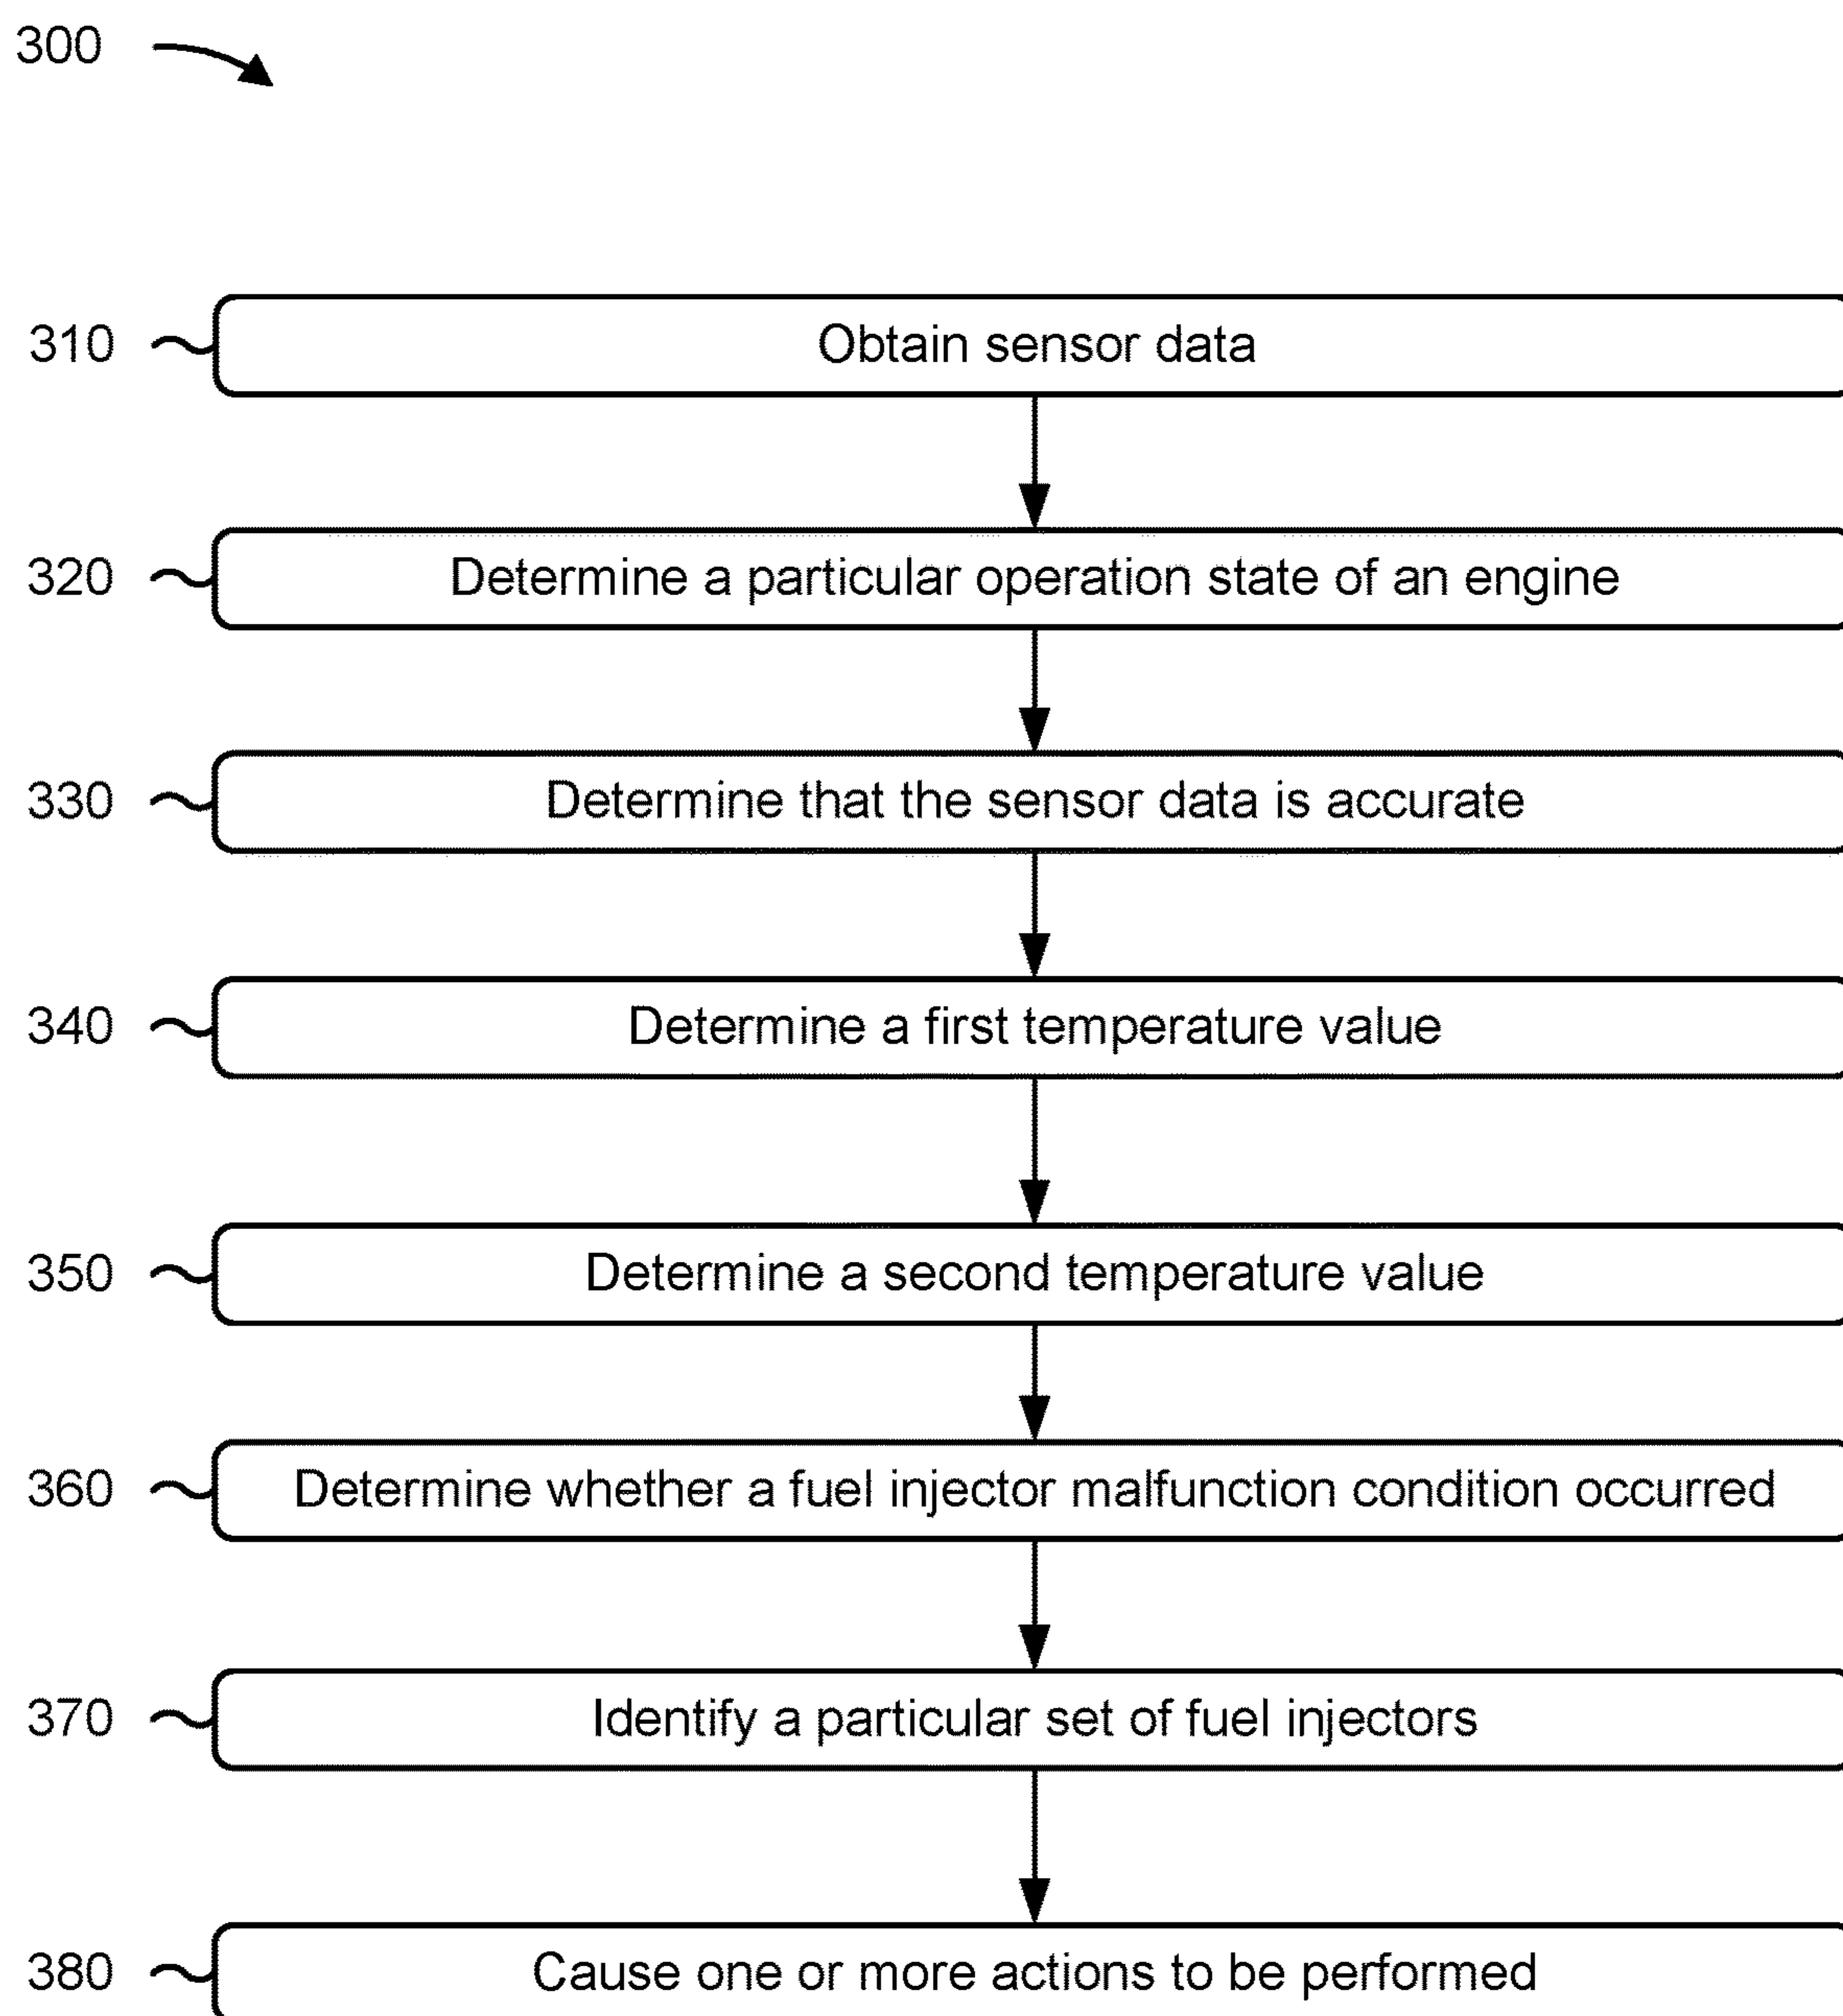 300
310 Obtain sensor data
320 Determine a particular operation state of an engine
330 Determine that the sensor data is accurate
340 Determine a first temperature value
350 Determine a second temperature value
360 Determine whether a fuel injector malfunction condition occurred
370 Identify a particular set of fuel injectors
380 Cause one or more actions to be performed